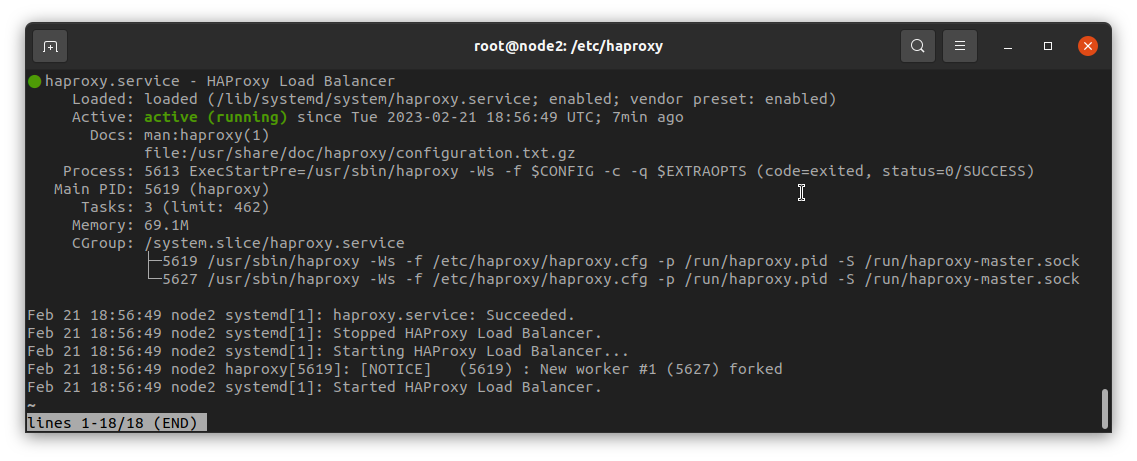 root@node2: /etc/haproxy
haproxy.service - HAProxy Load Balancer
Loaded: loaded (/lib/systemd/system/haproxy.service; enabled; vendor preset: enabled)
Active: active (running) since Tue 2023-02-21 18:56:49 UTC; 7min ago
Docs: man:haproxy(1)
file:/usr/share/doc/haproxy/configuration.txt.gz
Process: 5613 ExecStartPre=/usr/sbin/haproxy -Ws -f $CONFIG -c -q $EXTRAOPTS (code=exited, status=0/SUCCESS)
Main PID: 5619 (haproxy)
Tasks: 3 (limit: 462)
Memory: 69.1M
CGroup: /system.slice/haproxy.service
├─5619 /usr/sbin/haproxy -Ws -f /etc/haproxy/haproxy.cfg -p /run/haproxy.pid -S /run/haproxy-master.sock
└─5627 /usr/sbin/haproxy -Ws -f /etc/haproxy/haproxy.cfg -p /run/haproxy.pid -S /run/haproxy-master.sock
Feb 21 18:56:49 node2 systemd[1]: haproxy.service: Succeeded.
Feb 21 18:56:49 node2 systemd[1]: Stopped HAProxy Load Balancer.
Feb 21 18:56:49 node2 systemd[1]: Starting HAProxy Load Balancer...
Feb 21 18:56:49 node2 haproxy[5619]: [NOTICE]   (5619) : New worker #1 (5627) forked
Feb 21 18:56:49 node2 systemd[1]: Started HAProxy Load Balancer.
~
lines 1-18/18 (END)